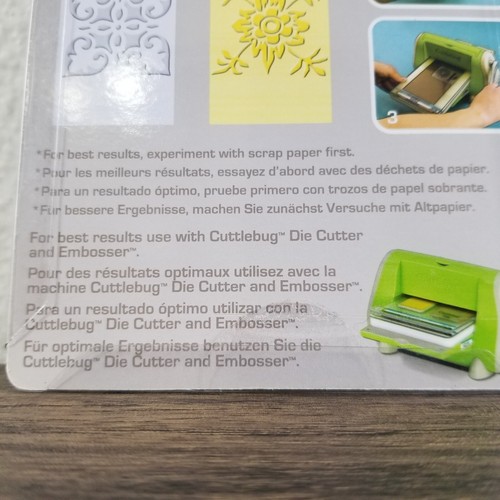 3
*For best results, experiment with scrap paper first.
*Pour les meilleurs résultats, essayez d'abord avec des déchets de papier.
*Para un resultado óptimo, pruebe primero con trozos de papel sobrante.
*Für bessere Ergebnisse, machen Sie zunächst Versuche mit Altpapier.
For best results use with Cuttlebug™ Die Cutter
and Embosser™.
Pour des résultats optimaux utilisez avec la
machine Cuttlebug™ Die Cutter and Embosser™.
Para un resultado óptimo utilizar con la
Cuttlebug™ Die Cutter and Embosser™.
Für optimale Ergebnisse benutzen Sie die
Cuttlebug™ Die Cutter and Embosser™.